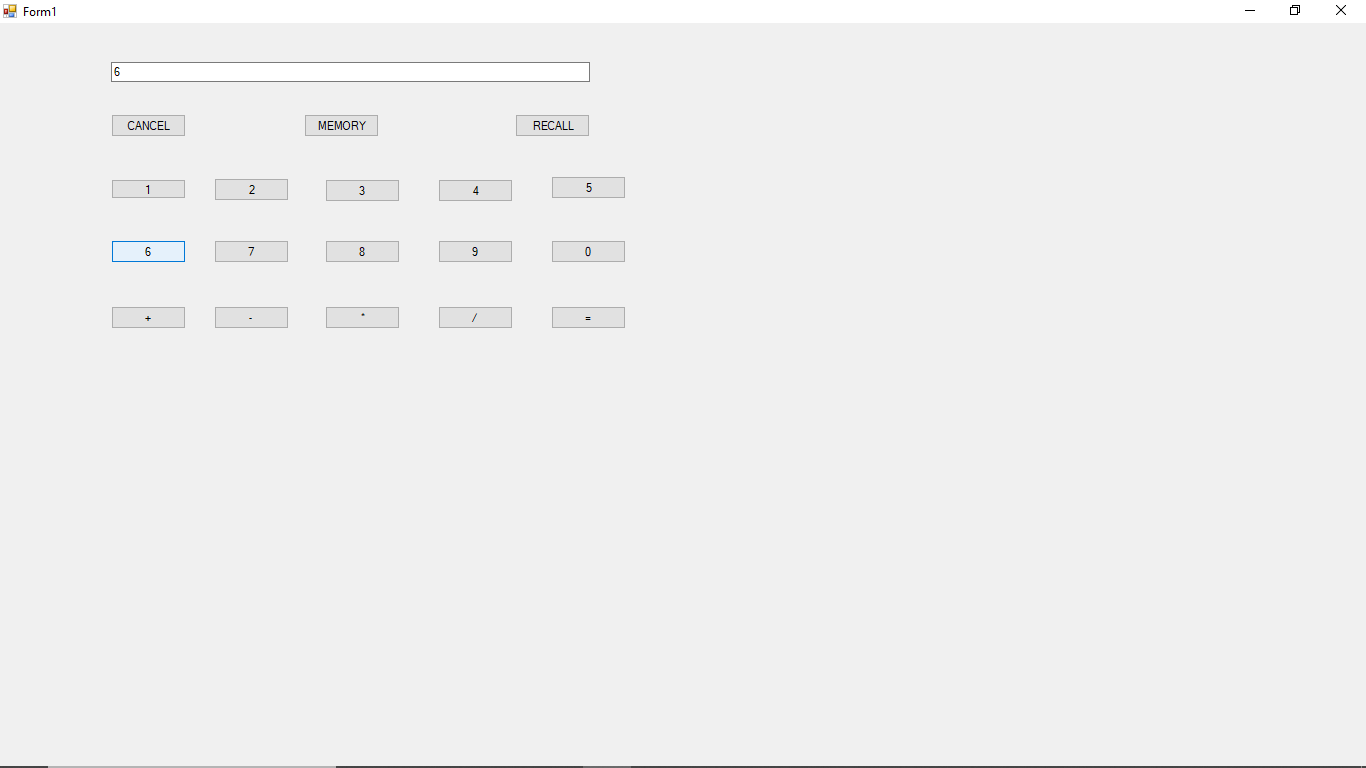 Form1
6
CANCEL MEMORY RECALL
1 2 3 4 5
6 7 8 9 0
+ - * / =